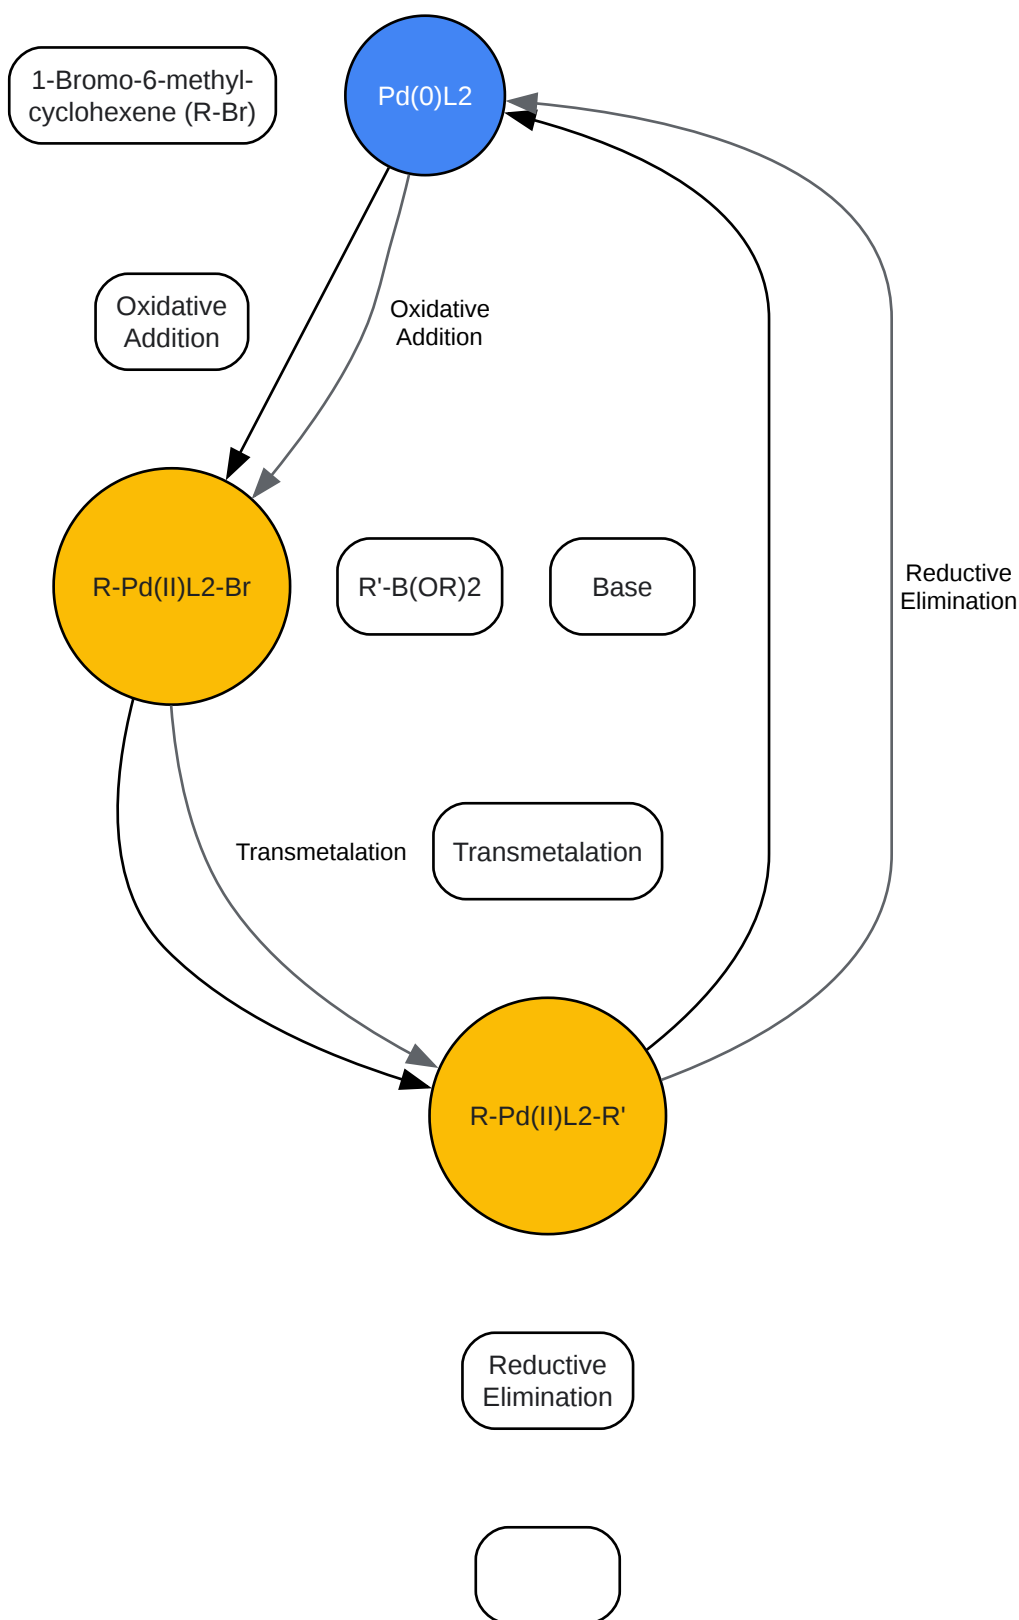 1-Bromo-6-methyl-
cyclohexene (R-Br)
Pd(0)L2
Oxidative
Addition
Oxidative
Addition
R-Pd(II)L2-Br
R'-B(OR)2
Base
Reductive
Elimination
Transmetalation
Transmetalation
R-Pd(II)L2-R'
Reductive
Elimination